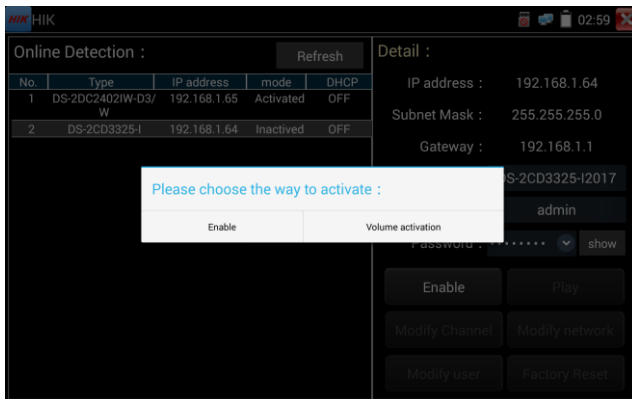 HIK HIK 02:59
Online Detection : Refresh
No. Type IP address mode DHCP
1 DS-2DC2402IW-D3/W 192.168.1.65 Activated OFF
2 DS-2CD3325-I 192.168.1.64 Inactived OFF
Detail :
IP address : 192.168.1.64
Subnet Mask : 255.255.255.0
Gateway : 192.168.1.1
S-2CD3325-I2017
admin
Password : show
Please choose the way to activate :
Enable Volume activation
Enable Play
Modify Channel Modify network
Modify user Factory Reset